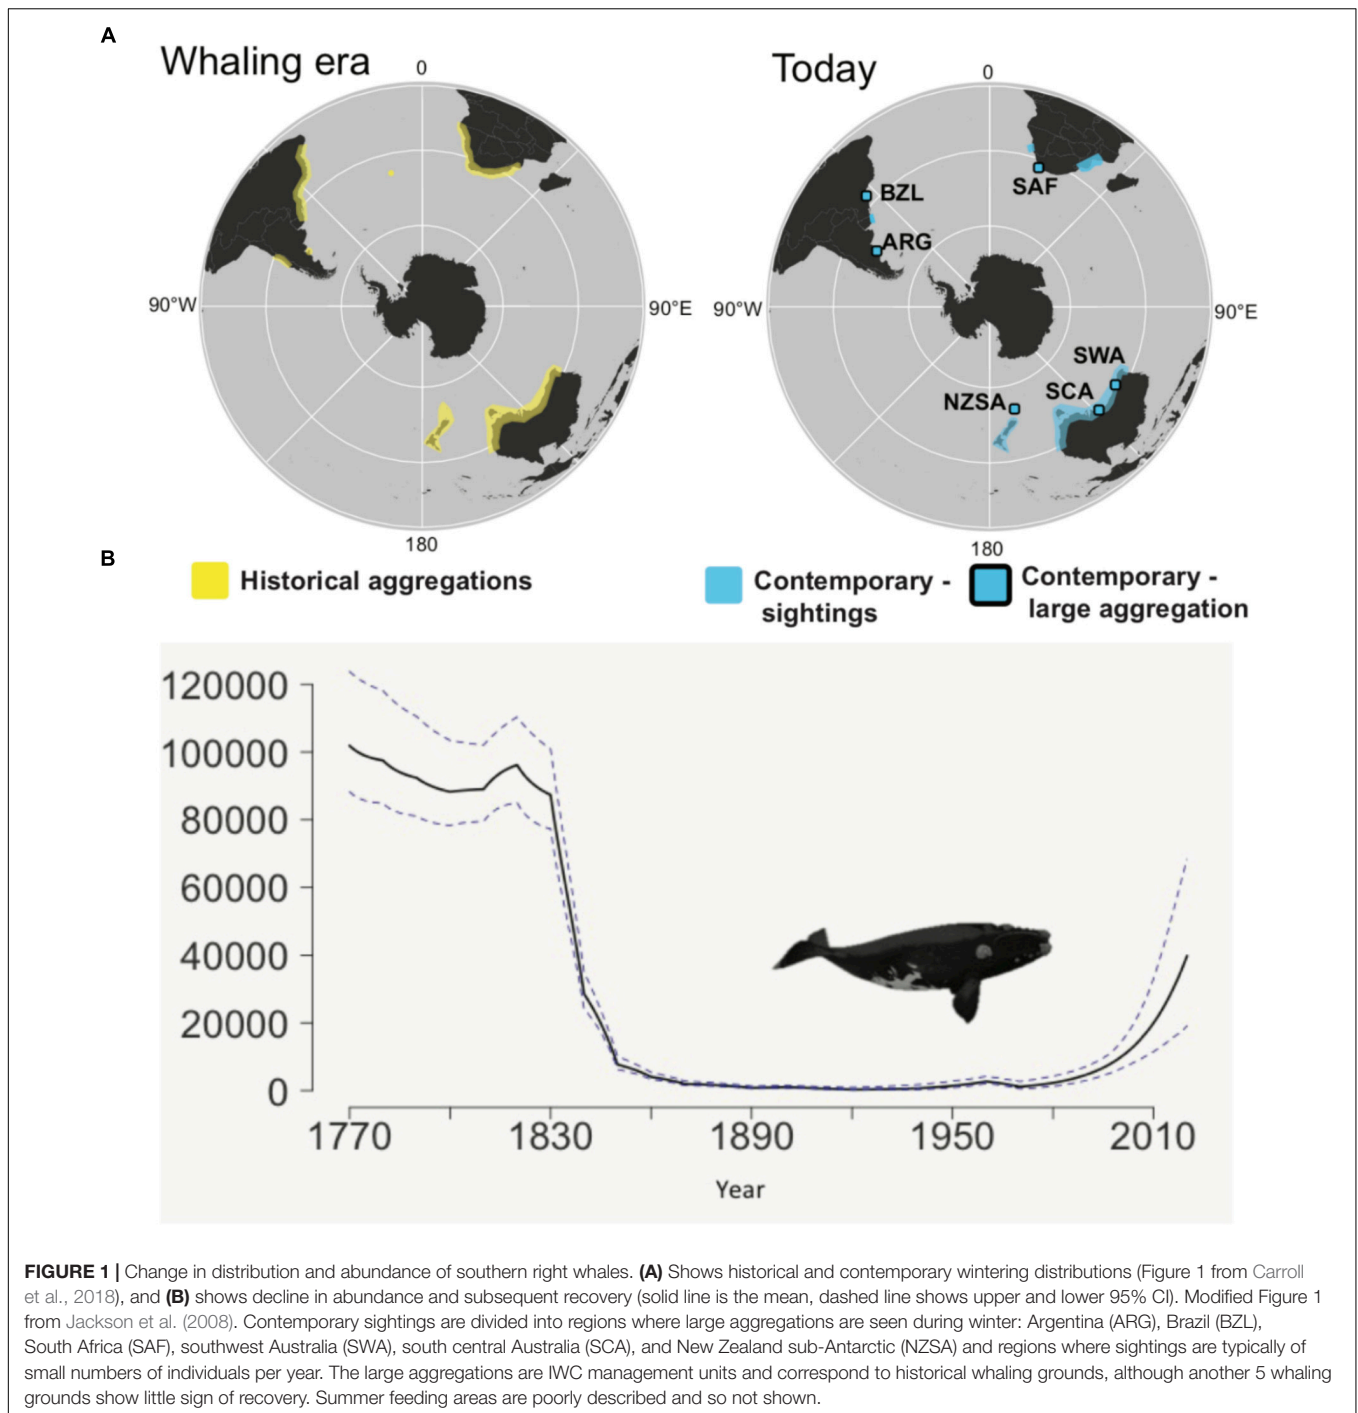 A
Whaling era
Today
0
0
BZL
SAF
ARG
90°W
90°E
90°W
90°E
SWA
SCA
NZSA
180
180
B
Historical aggregations
Contemporary -
sightings
Contemporary -
large aggregation
120000
100000
80000
60000
40000
20000
0
1770
1830
1890
1950
2010
Year
FIGURE 1 | Change in distribution and abundance of southern right whales. (A) Shows historical and contemporary wintering distributions (Figure 1 from Carroll
et al., 2018), and (B) shows decline in abundance and subsequent recovery (solid line is the mean, dashed line shows upper and lower 95% CI). Modified Figure 1
from Jackson et al. (2008). Contemporary sightings are divided into regions where large aggregations are seen during winter: Argentina (ARG), Brazil (BZL),
South Africa (SAF), southwest Australia (SWA), south central Australia (SCA), and New Zealand sub-Antarctic (NZSA) and regions where sightings are typically of
small numbers of individuals per year. The large aggregations are IWC management units and correspond to historical whaling grounds, although another 5 whaling
grounds show little sign of recovery. Summer feeding areas are poorly described and so not shown.